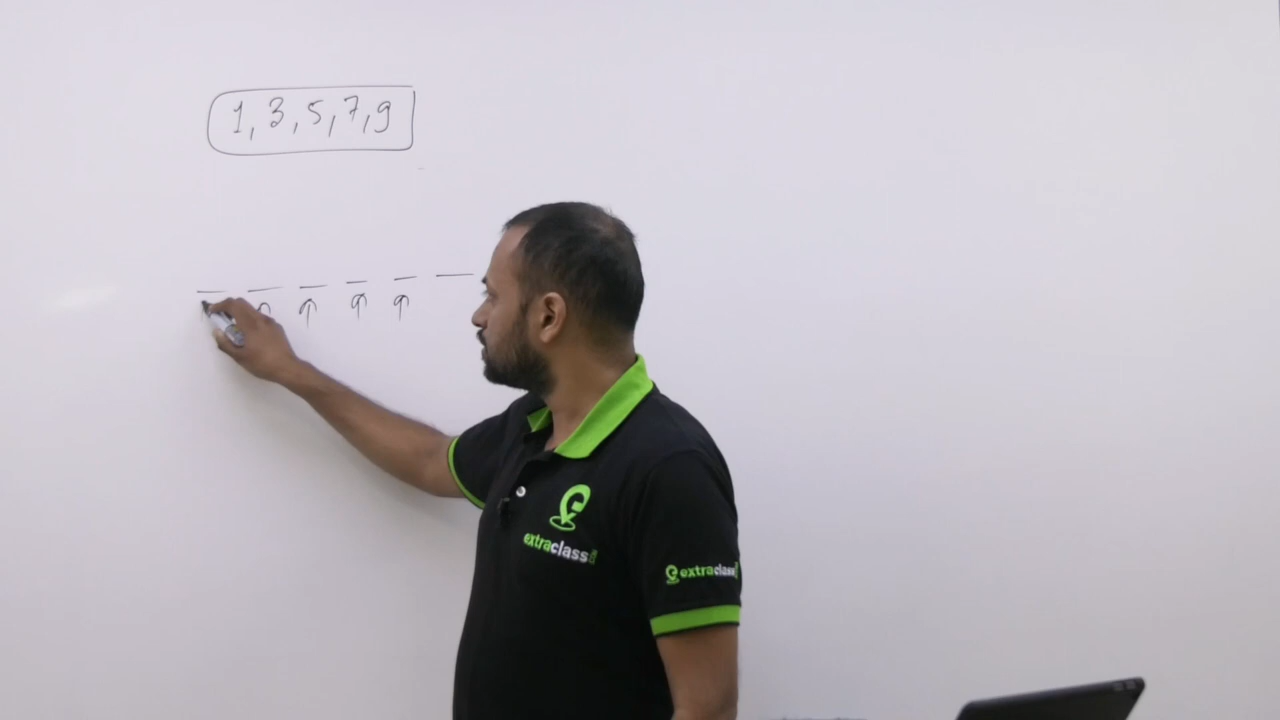 1, 3, 5, 7, 9
extraclass
extraclass